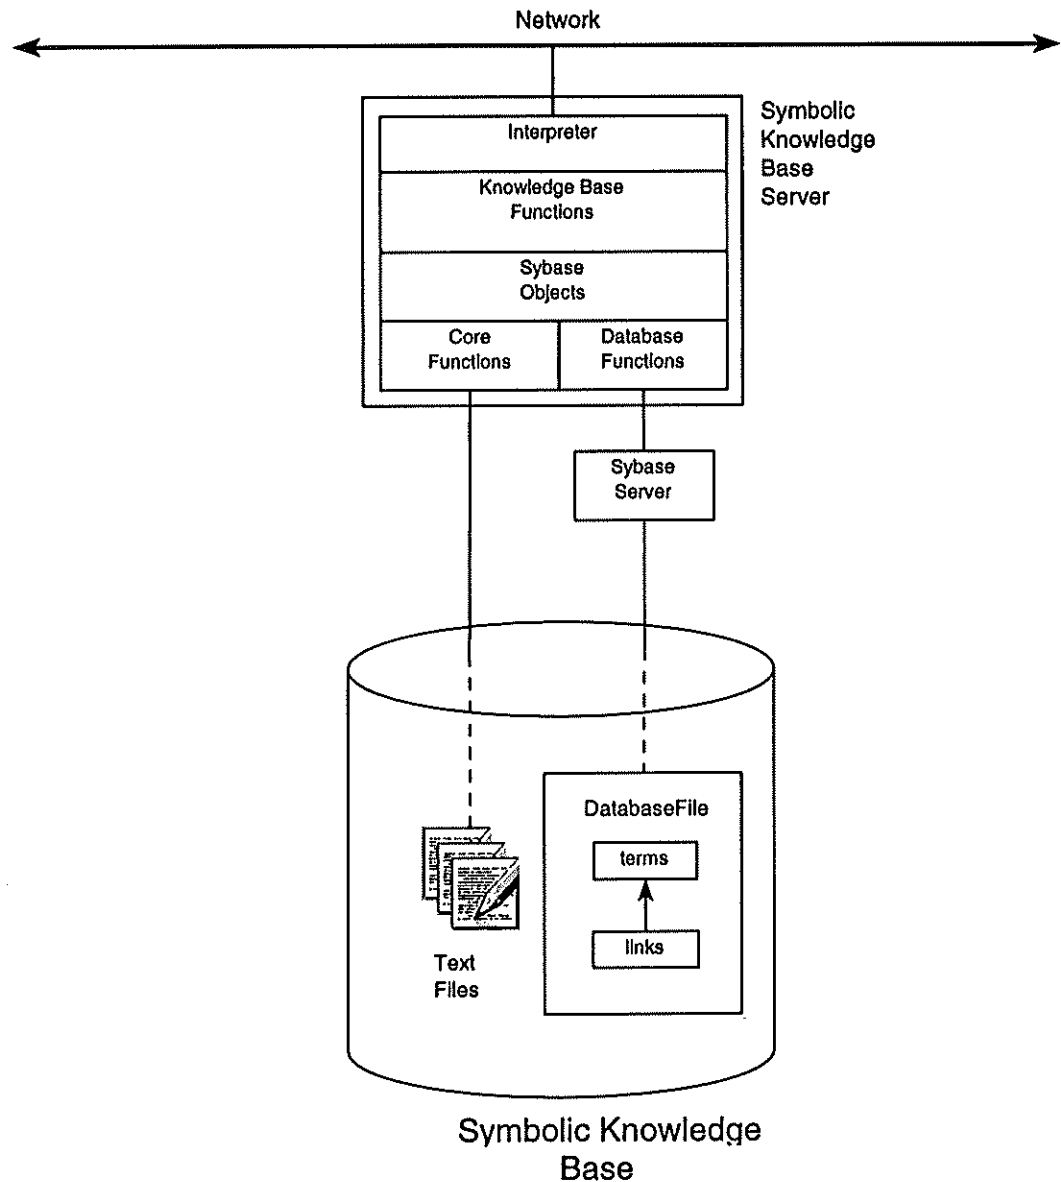 Network
Symbolic
Knowledge
Base
Server
Interpreter
Knowledge Base
Functions
Sybase
Objects
Core
Functions
Database
Functions
Sybase
Server
DatabaseFile
terms
links
Text
Files
Symbolic Knowledge
Base